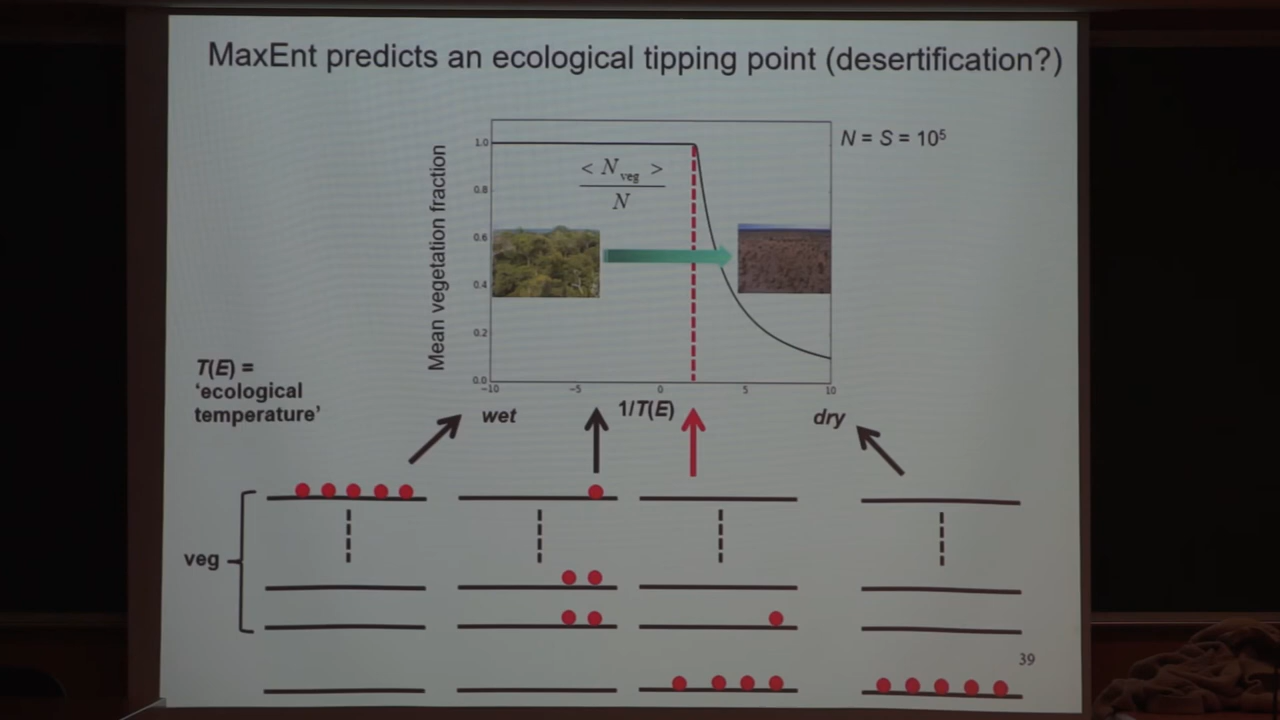 MaxEnt predicts an ecological tipping point (desertification?)
N = S = 10⁵
Mean vegetation fraction
1.0
0.8
0.6
0.4
0.2
0.0
< N veg >
N
−10
−5
0
5
10
wet
1/T(E)
dry
T(E) =
‘ecological
temperature’
veg
39